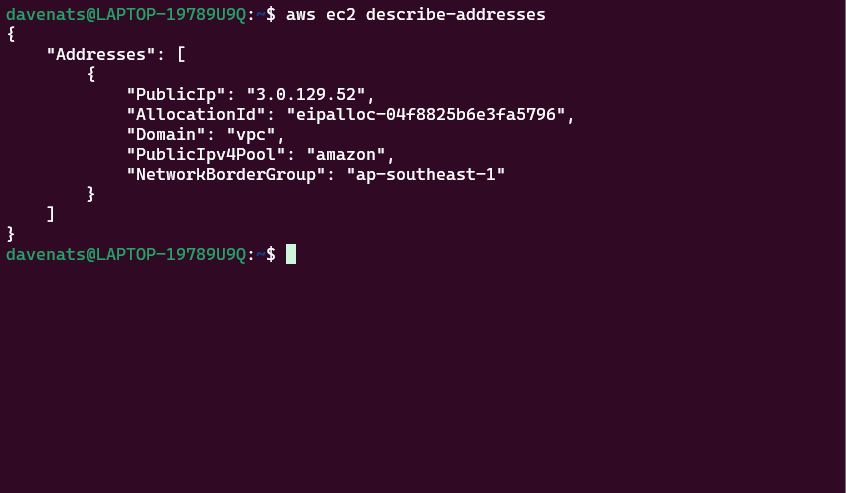 davenats@LAPTOP-19789U9Q:~$ aws ec2 describe-addresses
{
    "Addresses": [
        {
            "PublicIp": "3.0.129.52",
            "AllocationId": "eipalloc-04f8825b6e3fa5796",
            "Domain": "vpc",
            "PublicIpv4Pool": "amazon",
            "NetworkBorderGroup": "ap-southeast-1"
        }
    ]
}
davenats@LAPTOP-19789U9Q:~$